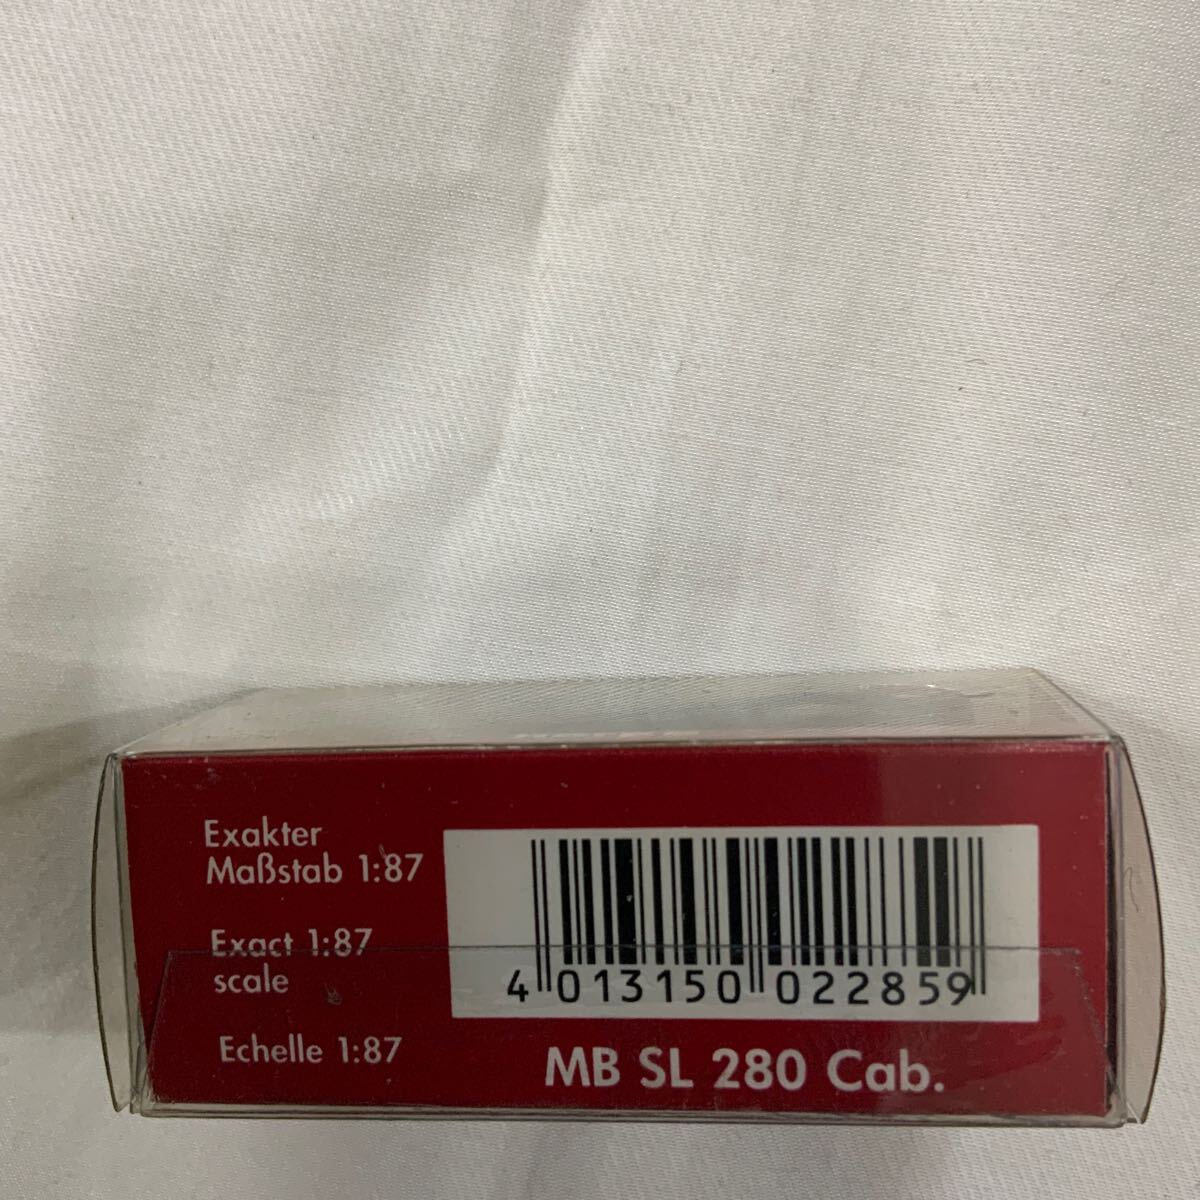 Exakter
Maßstab 1:87
Exact 1:87
scale
Echelle 1:87
4 013150 022859
MB SL 280 Cab.